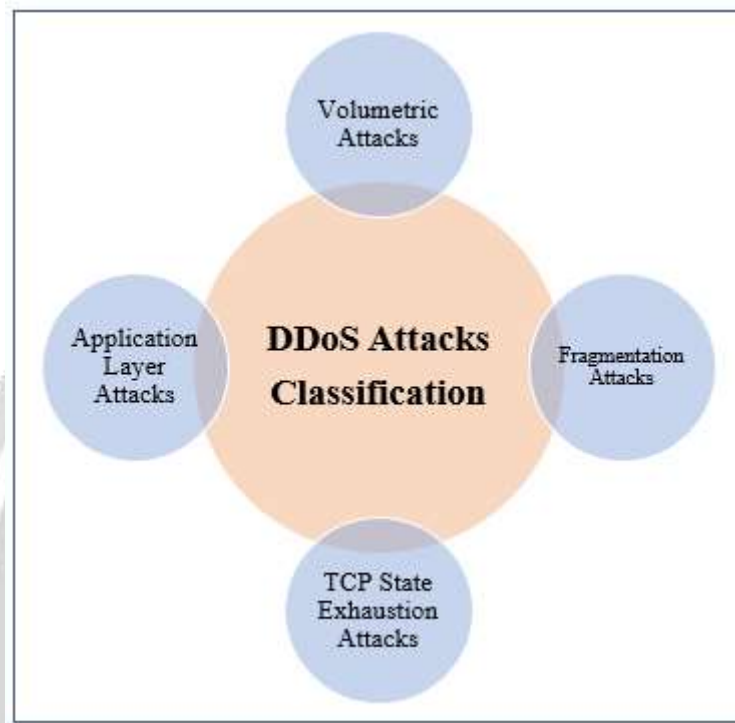 Volumetric
Attacks
Application
Layer
Attacks
DDoS Attacks
Classification
Fragmentation
Attacks
TCP State
Exhaustion
Attacks